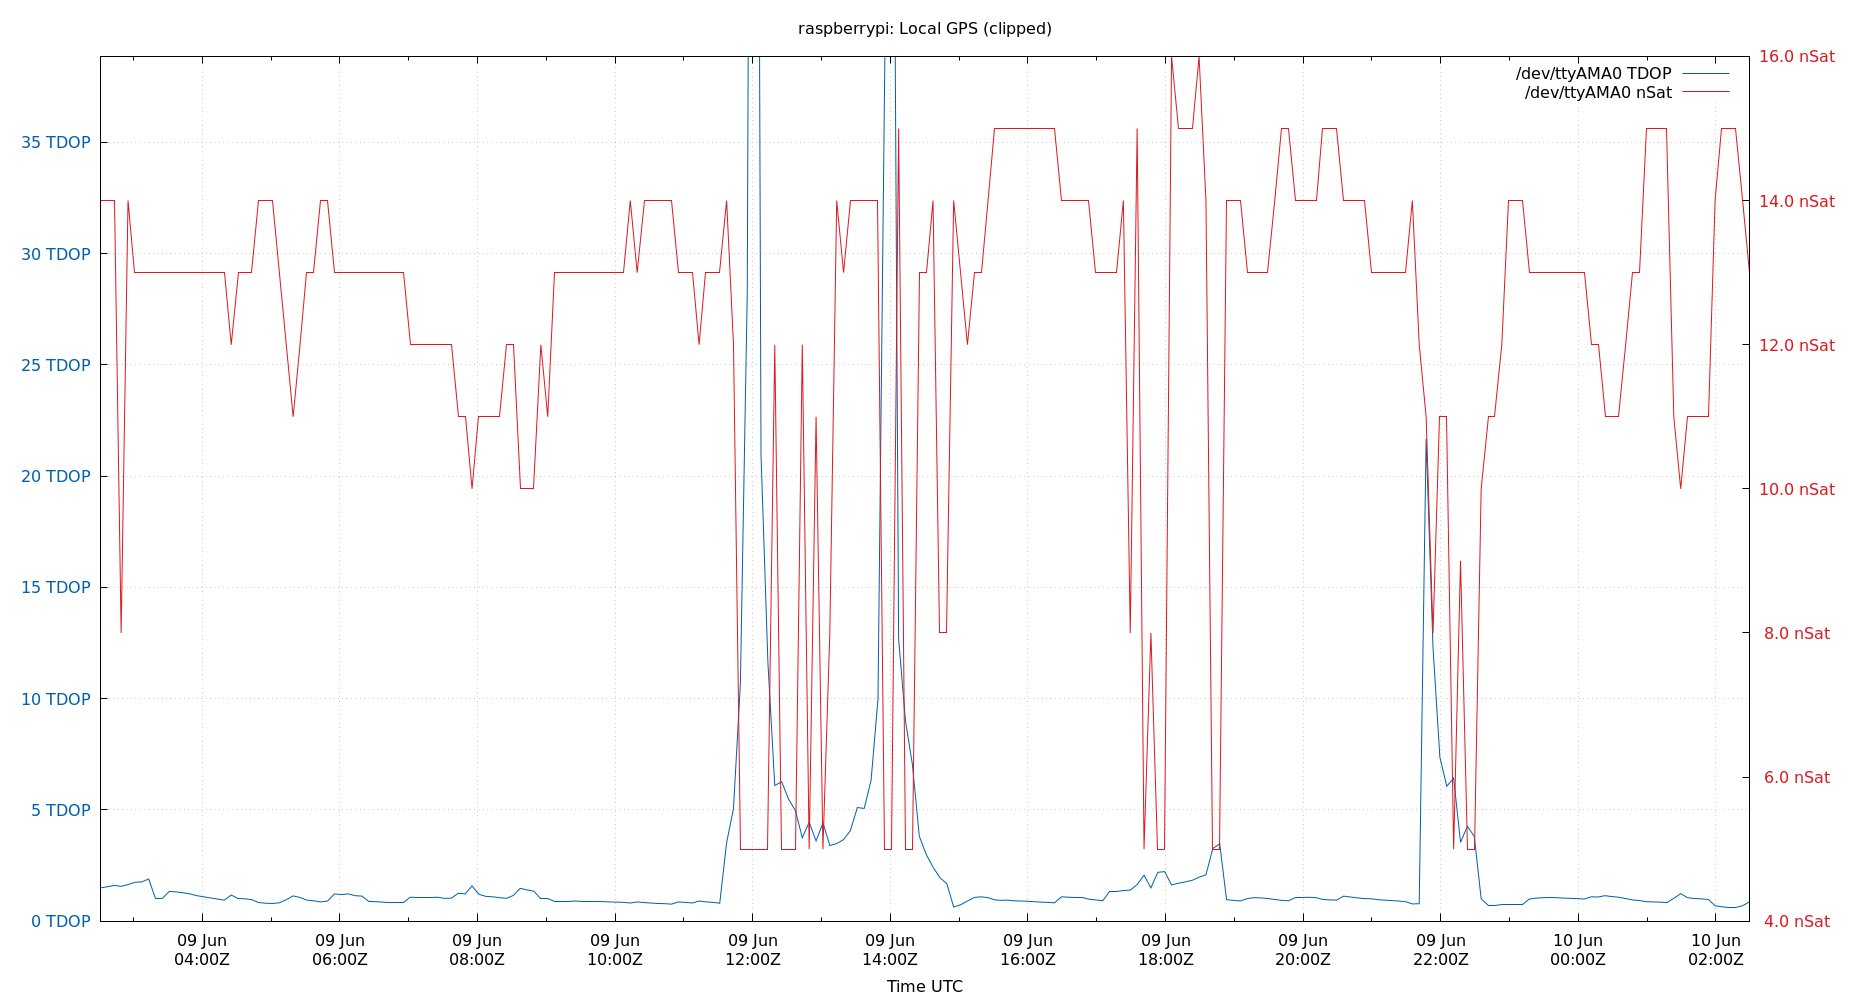 raspberrypi: Local GPS (clipped)
/dev/ttyAMA0 TDOP
/dev/ttyAMA0 nSat
35 TDOP
30 TDOP
25 TDOP
20 TDOP
15 TDOP
10 TDOP
5 TDOP
0 TDOP
16.0 nSat
14.0 nSat
12.0 nSat
10.0 nSat
8.0 nSat
6.0 nSat
4.0 nSat
09 Jun
04:00Z
09 Jun
06:00Z
09 Jun
08:00Z
09 Jun
10:00Z
09 Jun
12:00Z
09 Jun
14:00Z
09 Jun
16:00Z
09 Jun
18:00Z
09 Jun
20:00Z
09 Jun
22:00Z
10 Jun
00:00Z
10 Jun
02:00Z
Time UTC